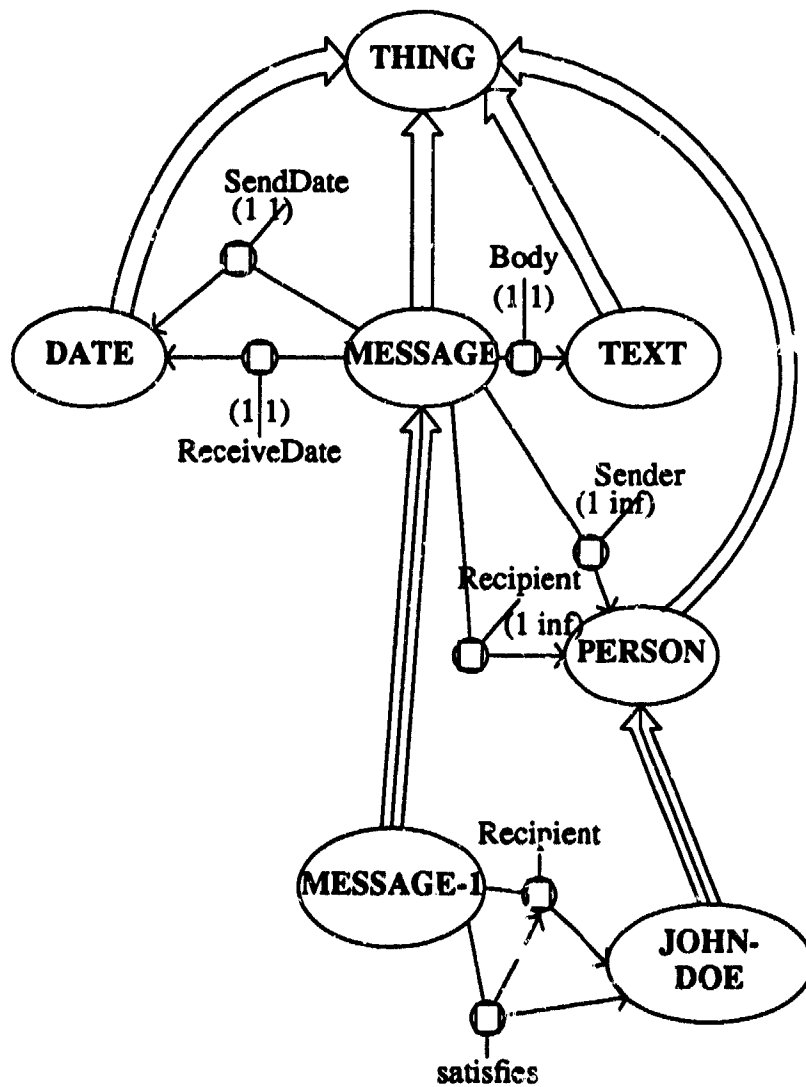 THING
SendDate
(1 1)
Body
(1 1)
DATE
MESSAGE
TEXT
(1 1)
ReceiveDate
Sender
(1 inf)
Recipient
(1 inf)
PERSON
Recipient
MESSAGE-1
JOHN-
DOE
satisfies